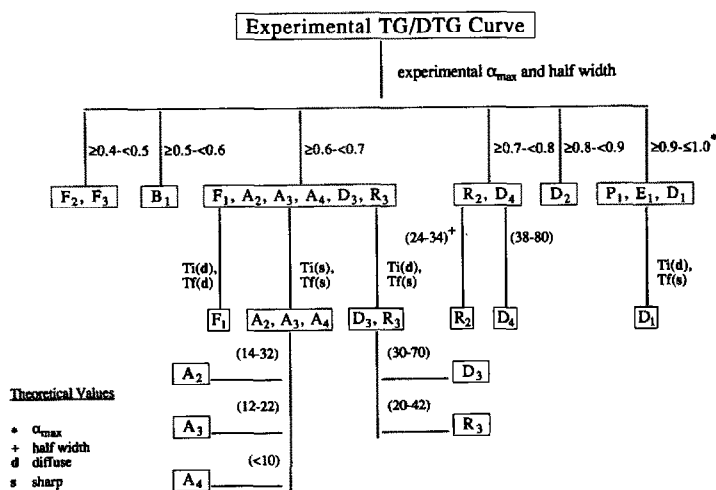 Experimental TG/DTG Curve
experimental αmax and half width
≥0.4-<0.5
≥0.5-<0.6
≥0.6-<0.7
≥0.7-<0.8
≥0.8-<0.9
≥0.9-≤1.0*
F2, F3
B1
F1, A2, A3, A4, D3, R3
R2, D4
D2
P1, E1, D1
(24-34)+
(38-80)
Ti(d),
Tf(d)
Ti(s),
Tf(s)
Ti(d),
Tf(s)
Ti(d),
Tf(s)
F1
A2, A3, A4
D3, R3
R2
D4
D1
(14-32)
(30-70)
A2
D3
(12-22)
(20-42)
A3
R3
(<10)
A4
Theoretical Values
* αmax
+ half width
d diffuse
s sharp